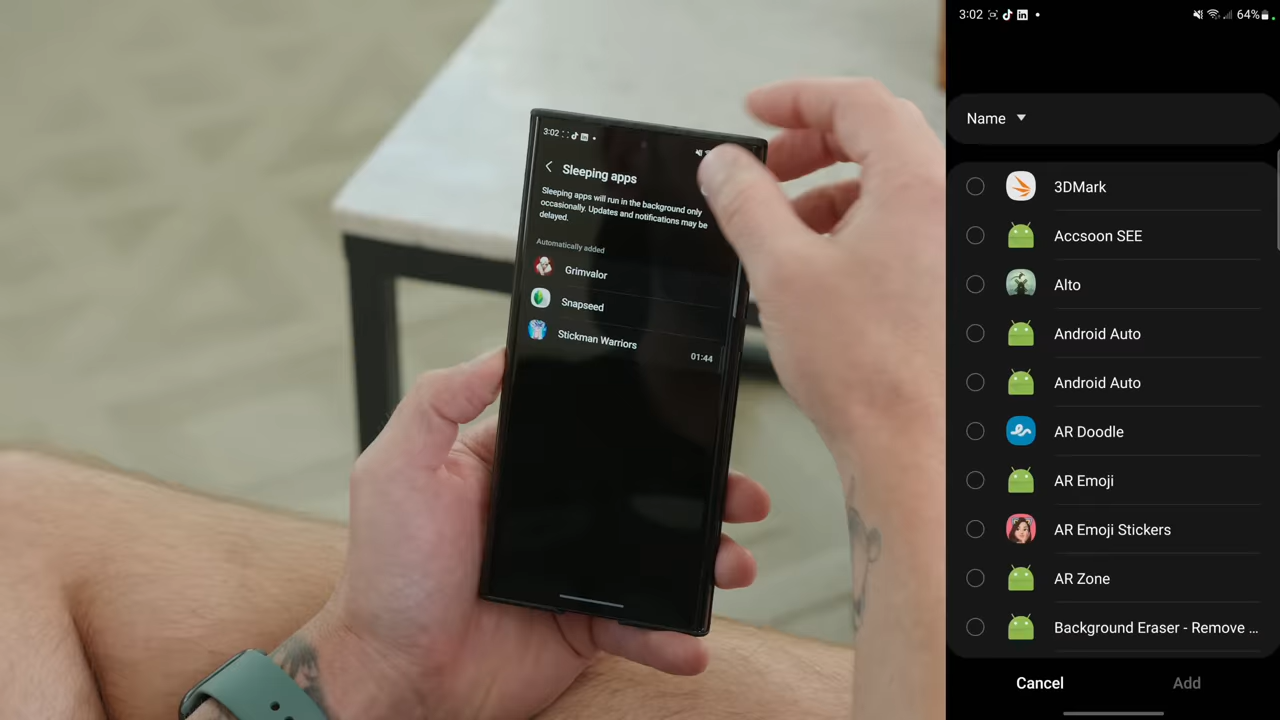 3:02
Sleeping apps
Sleeping apps will run in the background only
occasionally. Updates and notifications may be
delayed.
Automatically added
Grimvalor
Snapseed
Stickman Warriors
01:44
3:02
64%
Name
3DMark
Accsoon SEE
Alto
Android Auto
Android Auto
AR Doodle
AR Emoji
AR Emoji Stickers
AR Zone
Background Eraser - Remove ...
Cancel
Add